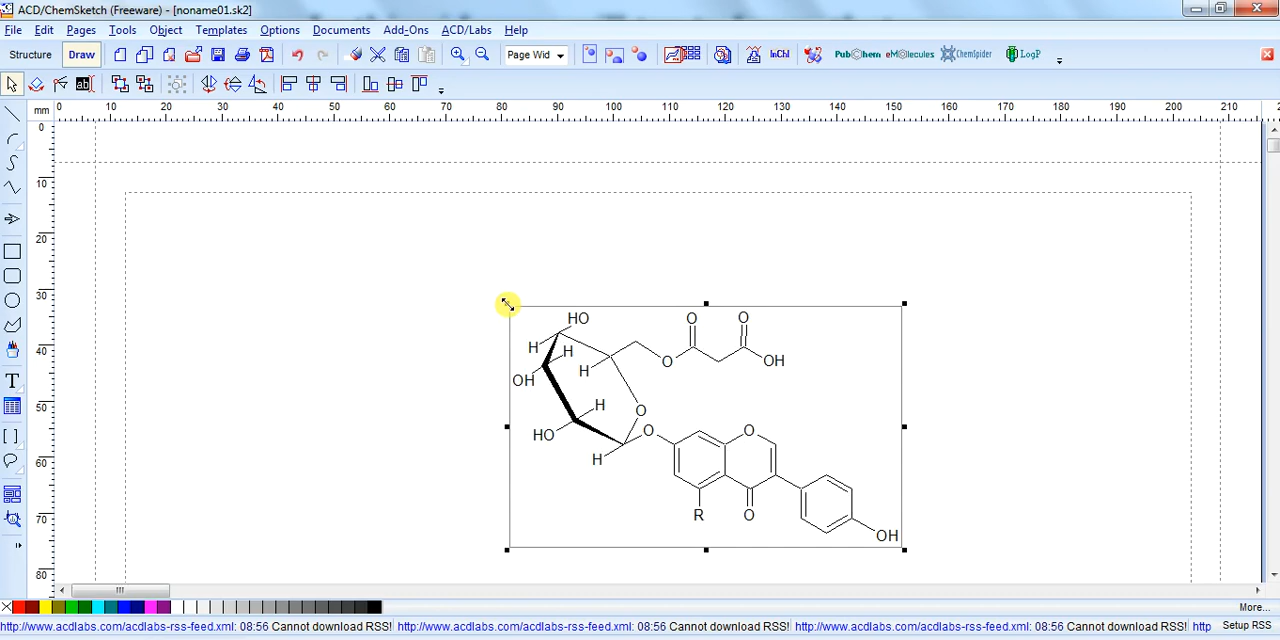 ACD/ChemSketch (Freeware) - [noname01.sk2]
File Edit Pages Tools Object Templates Options Documents Add-Ons ACD/Labs Help
Structure Draw Page Wid InChI PubChem eMolecules ChemSpider LogP
ab
mm 0 10 20 30 40 50 60 70 80 90 100 110 120 130 140 150 160 170 180 190 200 210
0
10
20
30
HO O O
H H
40
H O OH
OH
T
H
50
O
HO O O
60
H
70
R O
OH
80
More...
http://www.acdlabs.com/acdlabs-rss-feed.xml: 08:56 Cannot download RSS! http://www.acdlabs.com/acdlabs-rss-feed.xml: 08:56 Cannot download RSS! http://www.acdlabs.com/acdlabs-rss-feed.xml: 08:56 Cannot download RSS! http Setup RSS